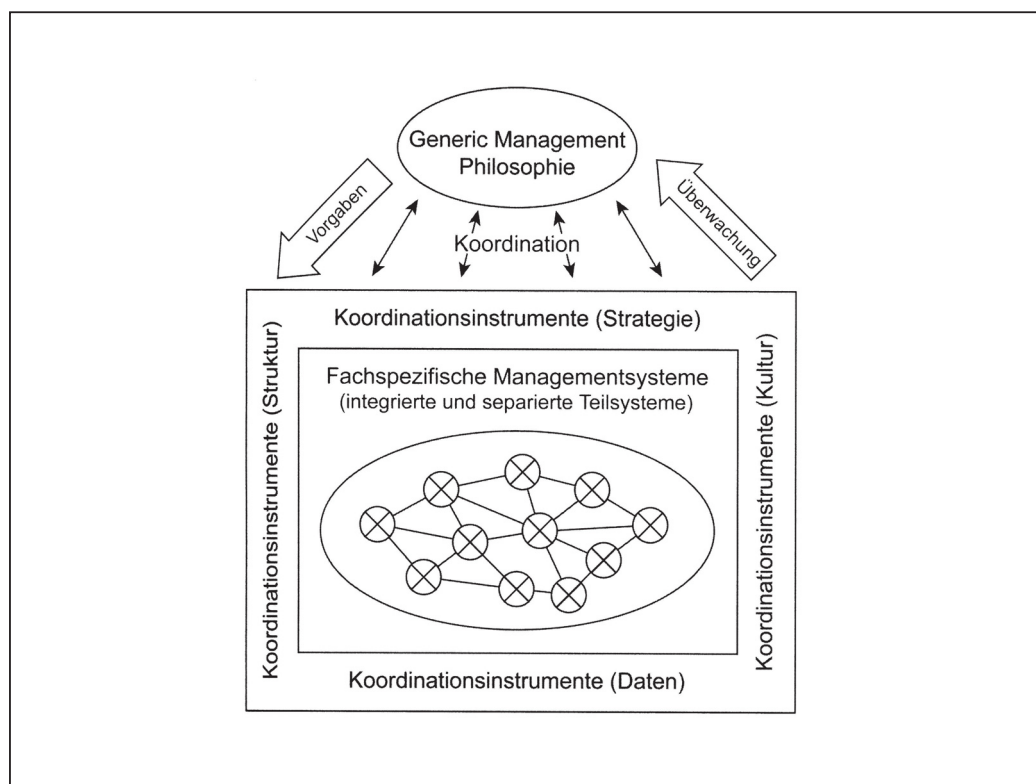 Generic Management
Philosophie
Vorgaben
Überwachung
Koordination
Koordinationsinstrumente (Strategie)
Koordinationsinstrumente (Struktur)
Fachspezifische Managementsysteme
(integrierte und separierte Teilsysteme)
Koordinationsinstrumente (Kultur)
Koordinationsinstrumente (Daten)